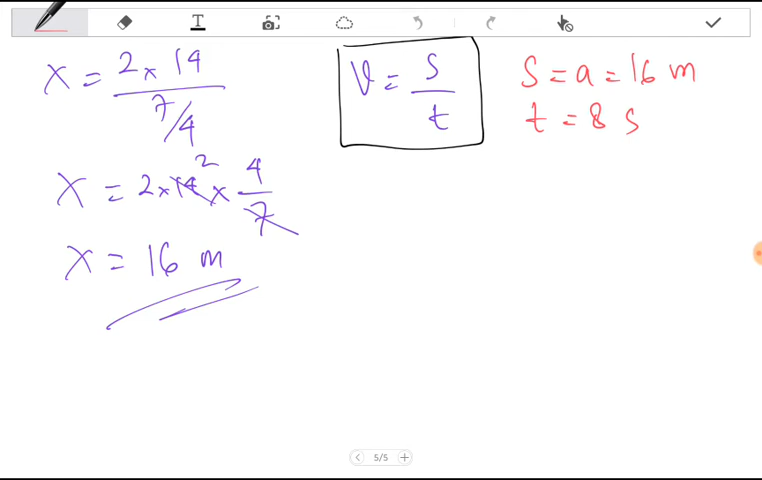 T
x = 2 x 14
7/4
V = S
t
S = a = 16 m
t = 8 s
x = 2 x 14 2 x 4
7
x = 16 m
5/5